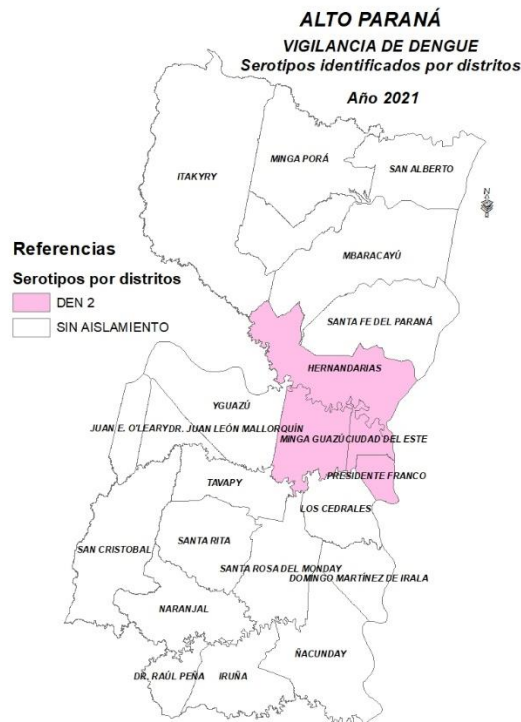 ALTO PARANÁ
VIGILANCIA DE DENGUE
Serotipos identificados por distritos
Año 2021
ITAKYRY
MINGA PORÁ
SAN ALBERTO
MBARACAYÚ
Referencias
Serotipos por distritos
DEN 2
SIN AISLAMIENTO
SANTA FE DEL PARANÁ
HERNANDARIAS
YGUAZÚ
JUAN E. O'LEARY
DR. JUAN LEÓN MALLORQUÍN
MINGA GUAZÚ
CIUDAD DEL ESTE
PRESIDENTE FRANCO
TAVAPY
LOS CEDRALES
SAN CRISTOBAL
SANTA RITA
SANTA ROSA DEL MONDAY
DOMINGO MARTÍNEZ DE IRALA
NARANJAL
ÑACUNDAY
DR. RAÚL PEÑA
IRUÑA